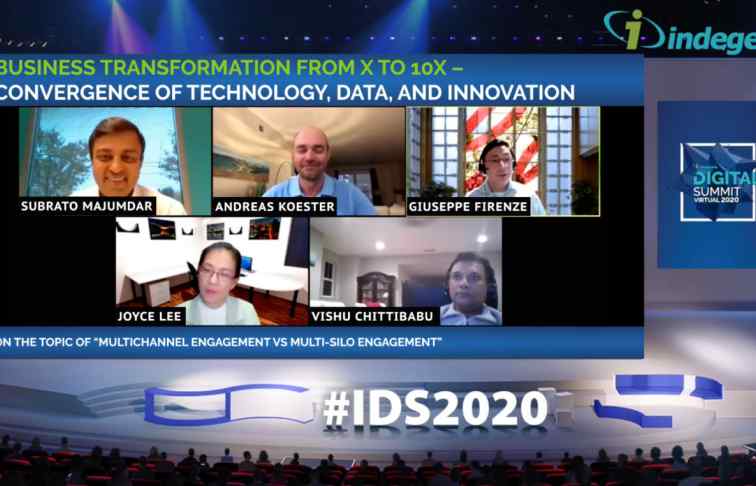 indege
BUSINESS TRANSFORMATION FROM X TO 10X –
CONVERGENCE OF TECHNOLOGY, DATA, AND INNOVATION
SUBRATO MAJUMDAR
ANDREAS KOESTER
GIUSEPPE FIRENZE
DIGITAL
SUMMIT
VIRTUAL 2020
JOYCE LEE
VISHU CHITTIBABU
ON THE TOPIC OF “MULTICHANNEL ENGAGEMENT VS MULTI-SILO ENGAGEMENT”
#IDS2020